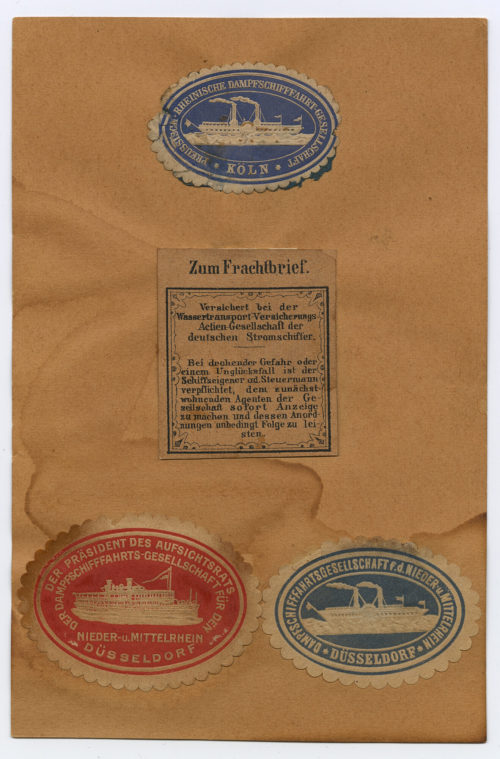 PREUSSISCH-RHEINISCHE DAMPFSCHIFFFAHRT-GESELLSCHAFT
KÖLN
Zum Frachtbrief.
Versichert bei der
Wassertransport-Versicherungs
Actien-Gesellschaft der
deutschen Stromschiffer.
Bei drohender Gefahr oder
einem Unglücksfall ist der
Schiffseigener od. Steuermann
verpflichtet, dem zunächst
wohnenden Agenten der Ge-
sellschaft sofort Anzeige
zu machen und dessen Anord-
nungen unbedingt Folge zu lei
sten.
DER PRÄSIDENT DES AUFSICHTSRATS
DER DAMPFSCHIFFFAHRTS-GESELLSCHAFT FÜR DEN
NIEDER-U. MITTELRHEIN
DÜSSELDORF
DAMPFSCHIFFFAHRTSGESELLSCHAFT F. D. NIEDER-U. MITTELRHEIN
DÜSSELDORF